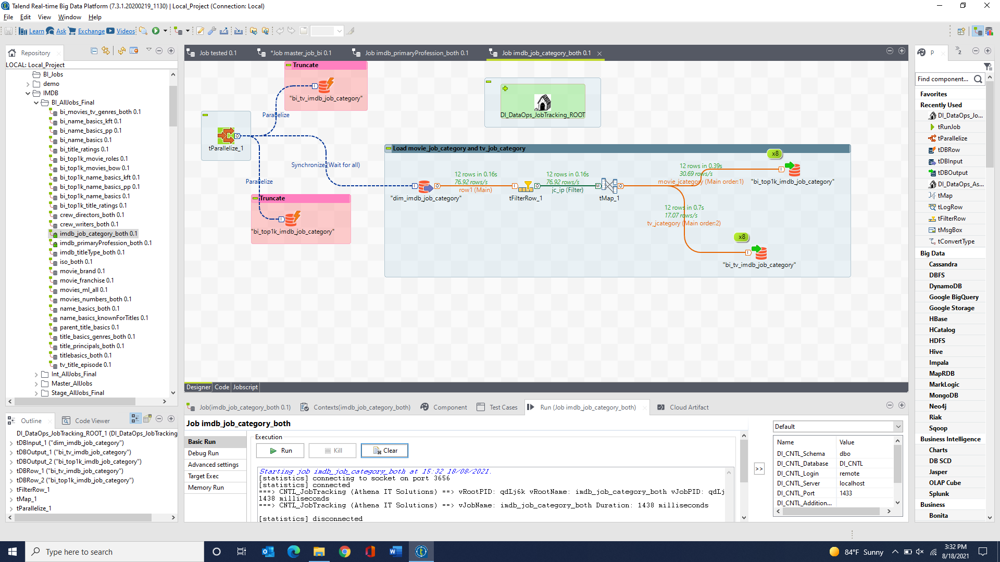 Talend Real-time Big Data Platform (7.3.1.20200219_1130) | Local_Project (Connection: Local)
File Edit View Window Help
Learn Ask Exchange Videos
Repository
LOCAL: Local_Project
BI_Jobs
demo
IMDB
BI_AllJobs_Final
bi_movies_tv_genres_both 0.1
bi_name_basics_kft 0.1
bi_name_basics_pp 0.1
bi_name_basics 0.1
bi_title_ratings 0.1
bi_top1k_movie_roles 0.1
bi_top1k_movies_bow 0.1
bi_top1k_name_basics_kft 0.1
bi_top1k_name_basics_pp 0.1
bi_top1k_name_basics 0.1
bi_top1k_title_ratings 0.1
crew_directors_both 0.1
crew_writers_both 0.1
imdb_job_category_both 0.1
imdb_primaryProfession_both 0.1
imdb_titleType_both 0.1
iso_both 0.1
movie_brand 0.1
movie_franchise 0.1
movies_ml_all 0.1
movies_numbers_both 0.1
name_basics_both 0.1
name_basics_knownForTitles 0.1
parent_title_basics 0.1
title_basics_genres_both 0.1
title_principals_both 0.1
titlebasics_both 0.1
tv_title_episode 0.1
Int_AllJobs_Final
Master_AllJobs
Stage_AllJobs_Final
Outline Code Viewer
DI_DataOps_JobTracking_ROOT_1 (DI_DataOps_JobTracking
tDBInput_1 ("dim_imdb_job_category")
tDBOutput_1 ("bi_tv_imdb_job_category")
tDBOutput_2 ("bi_top1k_imdb_job_category")
tDBRow_1 ("bi_tv_imdb_job_category")
tDBRow_2 ("bi_top1k_imdb_job_category")
tFilterRow_1
tMap_1
tParallelize_1
Job tested 0.1 *Job master_job_bi 0.1 Job imdb_primaryProfession_both 0.1 Job imdb_job_category_both 0.1
Truncate
"bi_tv_imdb_job_category"
Parallelize
tParallelize_1
DI_DataOps_JobTracking_ROOT
Synchronize (Wait for all)
Parallelize
Truncate
"bi_top1k_imdb_job_category"
Load movie_job_category and tv_job_category
"dim_imdb_job_category"
12 rows in 0.16s
76.92 rows/s
row1 (Main)
tFilterRow_1
12 rows in 0.16s
76.92 rows/s
jc_ip (Filter)
tMap_1
12 rows in 0.39s
30.69 rows/s
movie_jcategory (Main order:1)
x8
"bi_top1k_imdb_job_category"
12 rows in 0.7s
17.07 rows/s
tv_jcategory (Main order:2)
x8
"bi_tv_imdb_job_category"
Designer Code Jobscript
Job(imdb_job_category_both 0.1) Contexts(imdb_job_category_both) Component Test Cases Run (Job imdb_job_category_both) Cloud Artifact
Job imdb_job_category_both
Basic Run
Debug Run
Advanced settings
Target Exec
Memory Run
Execution
Run Kill Clear
Starting job imdb_job_category_both at 15:32 18/08/2021.
[statistics] connecting to socket on port 3656
[statistics] connected
===> CNTL_JobTracking (Athena IT Solutions) ==> vRootPID: qdLj6k vRootName: imdb_job_category_both vJobPID: qdLj
1438 milliseconds
===> CNTL_JobTracking (Athena IT Solutions) ==> vJobName: imdb_job_category_both Duration: 1438 milliseconds
[statistics] disconnected
>>
Default
Name Value
DI_CNTL_Schema dbo
DI_CNTL_Database DI_CNTL
DI_CNTL_Login remote
DI_CNTL_Server localhost
DI_CNTL_Port 1433
DI_CNTL_Addition...
P
2
Find component...
Favorites
Recently Used
DI_DataOps_Jo...
tRunJob
tParallelize
tDBRow
tDBInput
tDBOutput
DI_DataOps_As...
tMap
tLogRow
tFilterRow
tMsgBox
tConvertType
Big Data
Cassandra
DBFS
DynamoDB
Google BigQuery
Google Storage
HBase
HCatalog
HDFS
Hive
Impala
MapRDB
MarkLogic
MongoDB
Neo4j
Riak
Sqoop
Business Intelligence
Charts
DB SCD
Jasper
OLAP Cube
Splunk
Business
Bonita
Type here to search
84°F Sunny
3:32 PM
8/18/2021